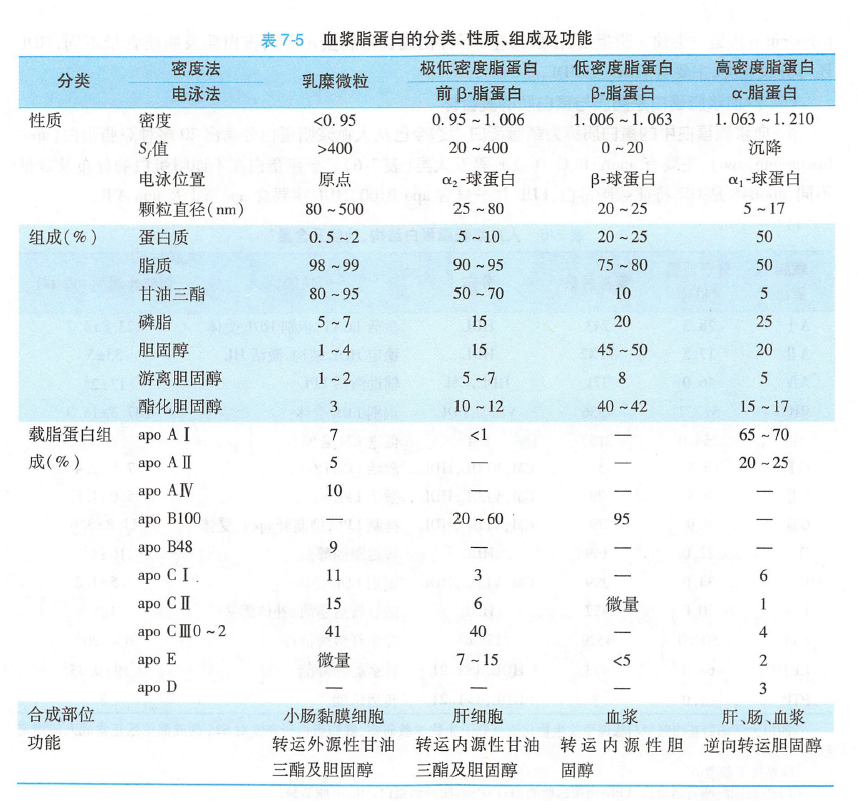 表 7-5 血浆脂蛋白的分类、性质、组成及功能
分类 密度法 乳糜微粒 极低密度脂蛋白 低密度脂蛋白 高密度脂蛋白
电泳法 前 β-脂蛋白 β-脂蛋白 α-脂蛋白
性质 密度 <0.95 0.95~1.006 1.006~1.063 1.063~1.210
Sf值 >400 20~400 0~20 沉降
电泳位置 原点 α2-球蛋白 β-球蛋白 α1-球蛋白
颗粒直径(nm) 80~500 25~80 20~25 5~17
组成(%) 蛋白质 0.5~2 5~10 20~25 50
脂质 98~99 90~95 75~80 50
甘油三酯 80~95 50~70 10 5
磷脂 5~7 15 20 25
胆固醇 1~4 15 45~50 20
游离胆固醇 1~2 5~7 8 5
酯化胆固醇 3 10~12 40~42 15~17
载脂蛋白组 apo AⅠ 7 <1 — 65~70
成(%) apo AⅡ 5 — — 20~25
apo AⅣ 10 — — —
apo B100 — 20~60 95 —
apo B48 9 — — —
apo CⅠ 11 3 — 6
apo CⅡ 15 6 微量 1
apo CⅢ0~2 41 40 — 4
apo E 微量 7~15 <5 2
apo D — — — 3
合成部位 小肠黏膜细胞 肝细胞 血浆 肝、肠、血浆
功能 转运外源性甘油 转运内源性甘油 转运内源性胆 逆向转运胆固醇
三酯及胆固醇 三酯及胆固醇 固醇